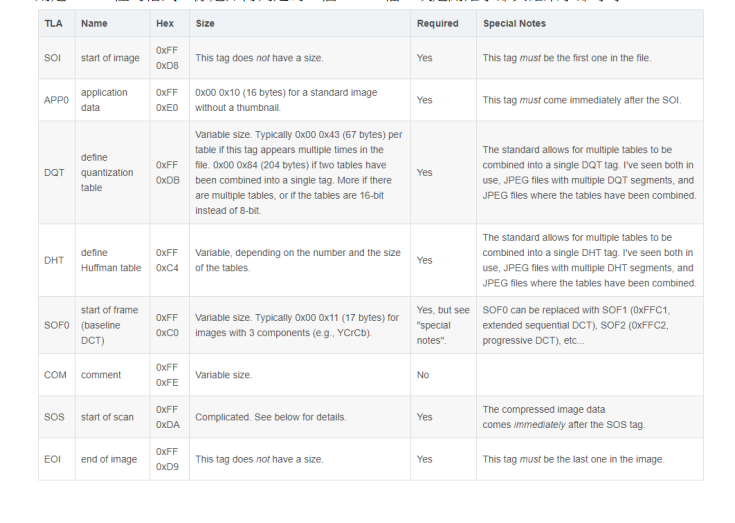 TLA Hex Size Required Special Notes
SOI start of image 0xFF 0xD8 This tag does not have a size. Yes This tag must be the first one in the file.
APP0 application data 0xFF 0xE0 0x00 0x10 (16 bytes) for a standard image without a thumbnail. Yes This tag must come immediately after the SOI.
DQT define quantization table 0xFF 0xDB Variable size. Typically 0x00 0x43 (67 bytes) per table if this tag appears multiple times in the file. 0x00 0x84 (204 bytes) if two tables have been combined into a single tag. More if there are multiple tables, or if the tables are 16-bit instead of 8-bit. Yes The standard allows for multiple tables to be combined into a single DQT tag. I've seen both in use, JPEG files with multiple DQT segments, and JPEG files where the tables have been combined.
DHT define Huffman table 0xFF 0xC4 Variable, depending on the number and the size of the tables. Yes The standard allows for multiple tables to be combined into a single DHT tag. I've seen both in use, JPEG files with multiple DHT segments, and JPEG files where the tables have been combined.
SOF0 start of frame (baseline DCT) 0xFF 0xC0 Variable size. Typically 0x00 0x11 (17 bytes) for images with 3 components (e.g., YCrCb). Yes, but see "special notes". SOF0 can be replaced with SOF1 (0xFFC1, extended sequential DCT), SOF2 (0xFFC2, progressive DCT), etc...
COM comment 0xFF 0xFE Variable size. No
SOS start of scan 0xFF 0xDA Complicated. See below for details. Yes The compressed image data comes immediately after the SOS tag.
EOI end of image 0xFF 0xD9 This tag does not have a size. Yes This tag must be the last one in the image.